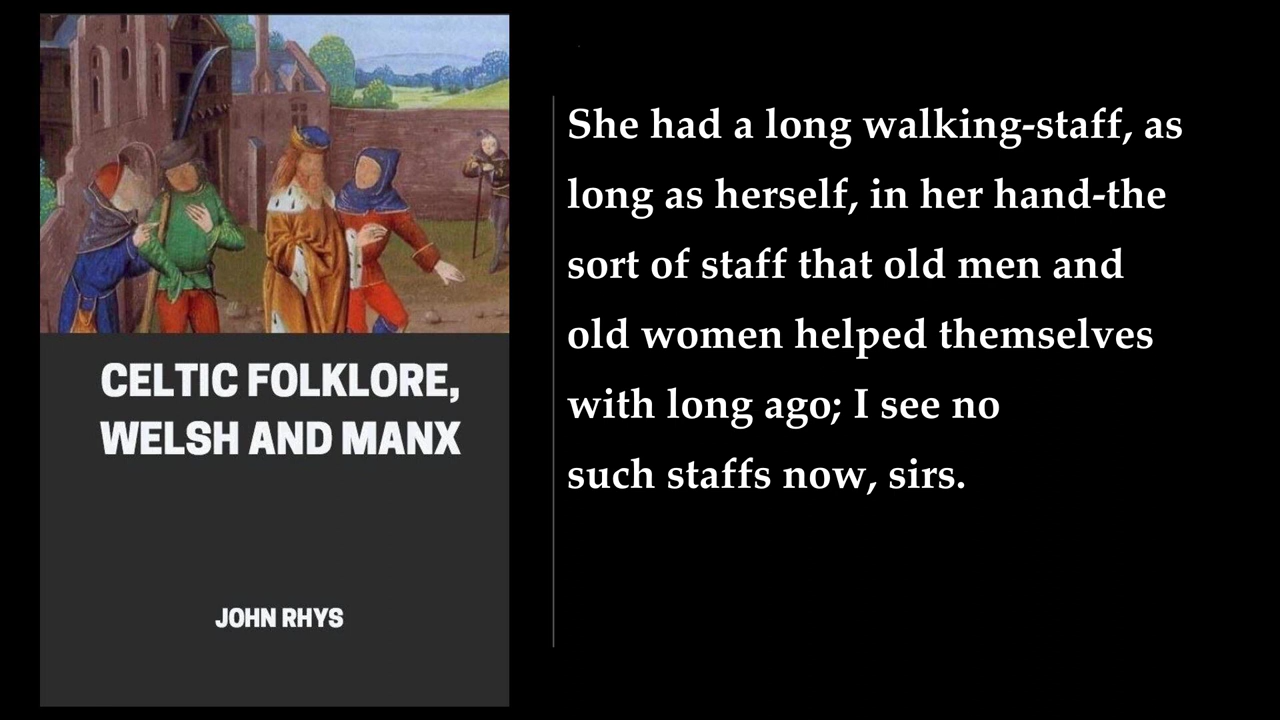 CELTIC FOLKLORE,
WELSH AND MANX
JOHN RHYS
She had a long walking-staff, as
long as herself, in her hand-the
sort of staff that old men and
old women helped themselves
with long ago; I see no
such staffs now, sirs.